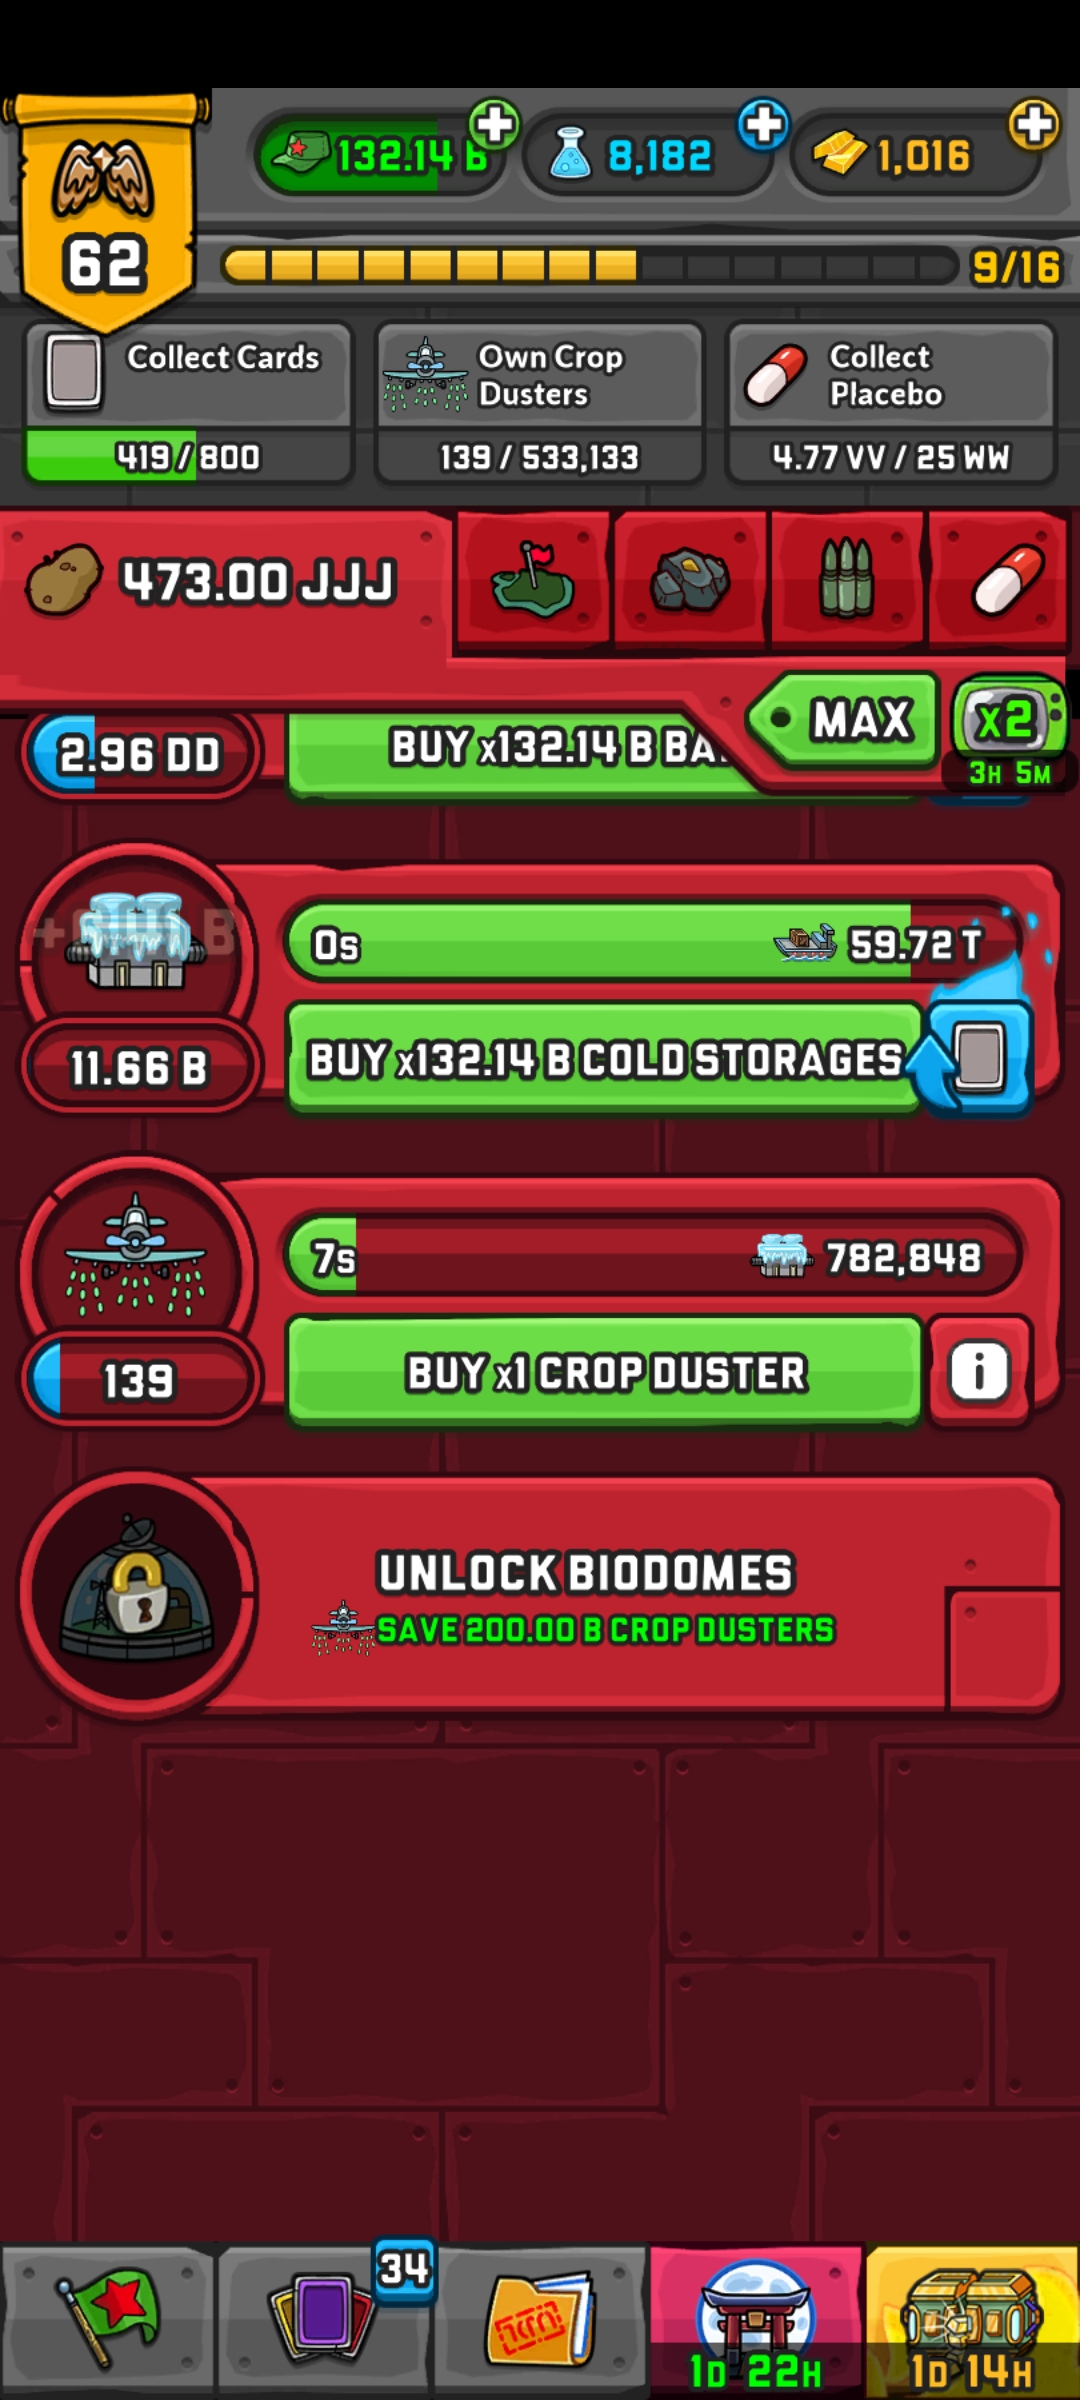 132.14 B
8,182
1,016
62
9/16
Collect Cards
419 / 800
Own Crop
Dusters
139 / 533,133
Collect
Placebo
4.77 VV / 25 WW
473.00 JJJ
MAX
x2
3H 5M
2.96 DD
BUY x132.14 B BA
0s
59.72 T
11.66 B
BUY x132.14 B COLD STORAGES
7s
782,848
139
BUY x1 CROP DUSTER
i
UNLOCK BIODOMES
SAVE 200.00 B CROP DUSTERS
34
1D 22H
1D 14H